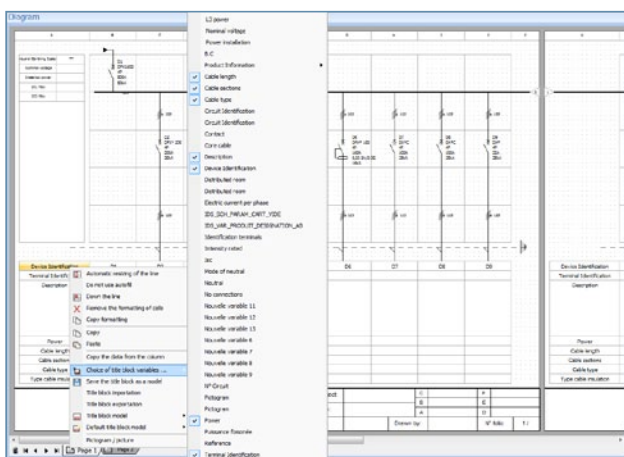 Diagram
L3 power
Nominal voltage
Power installation
B.C
Product Information
Cable length
Cable sections
Cable type
Circuit Identification
Circuit Identification
Contact
Core cable
Description
Device Identification
Distributed room
Distributed room
Electric current per phase
IDS_SCH_PARAM_CART_VIDE
IDS_VAR_PRODUIT_DESIGNATION_AD
Identification terminals
Intensity rated
Mode of neutral
Neutral
No connections
Nouvelle variable 11
Nouvelle variable 12
Nouvelle variable 13
Nouvelle variable 6
Nouvelle variable 7
Nouvelle variable 8
Nouvelle variable 9
N° Circuit
Pictogram
Pictogram
Power
Puissance foisonnée
Reference
Terminal Identification
D6
D7
D8
D9
Device Identification
Terminal Identification
Description
Power
Cable length
Cable sections
Cable type
Type cable insulation
Automatic resizing of the line
Do not use autofill
Down the line
Remove the formatting of cells
Copy formatting
Copy
Paste
Copy the data from the column
Choice of title block variables ...
Save the title block as a model
Title block importation
Title block exportation
Title block model
Default title block model
Pictogram / picture
Device Identification
Terminal Identification
Description
Power
Cable length
Cable sections
Cable type
Type cable insulation
Drawn by
N° folio
Page 1